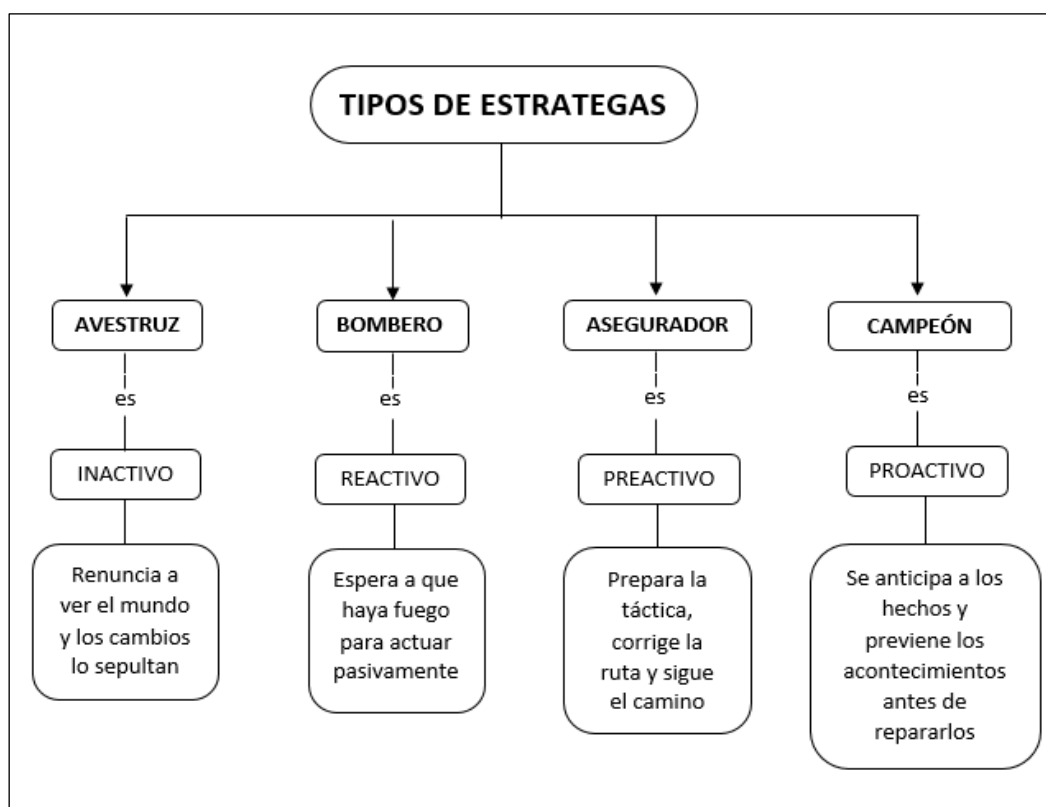 TIPOS DE ESTRATEGAS
AVESTRUZ
BOMBERO
ASEGURADOR
CAMPEÓN
es
es
es
es
INACTIVO
REACTIVO
PREACTIVO
PROACTIVO
Renuncia a
ver el mundo
y los cambios
lo sepultan
Espera a que
haya fuego
para actuar
pasivamente
Prepara la
táctica,
corrige la
ruta y sigue
el camino
Se anticipa a los
hechos y
previene los
acontecimientos
antes de
repararlos